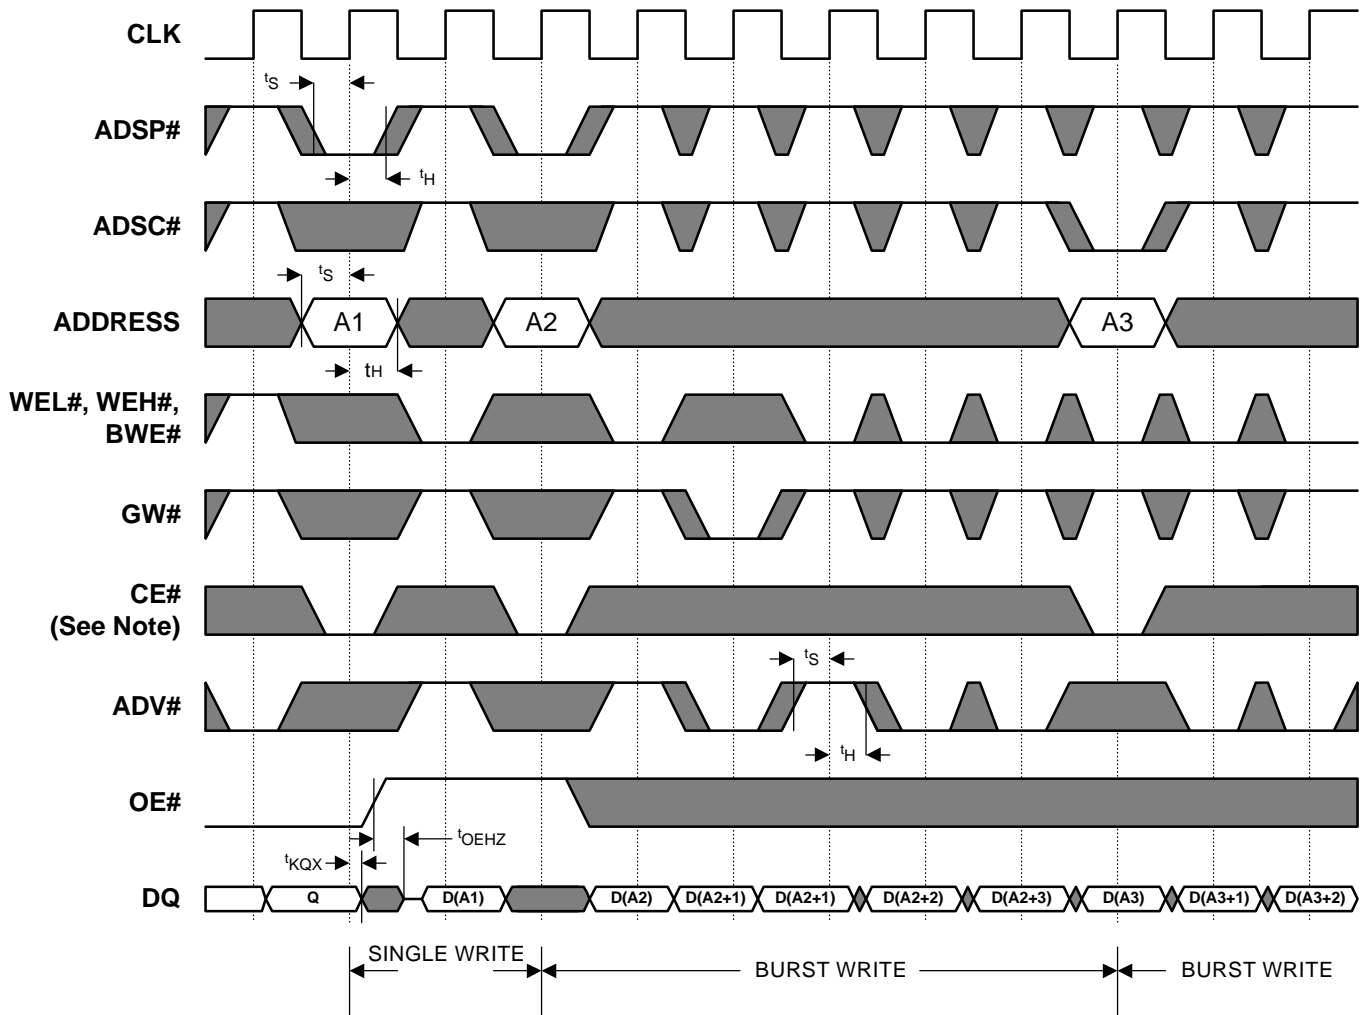 CLK
tS
ADSP#
tH
ADSC#
tS
ADDRESS
A1
A2
A3
tH
WEL#, WEH#,
BWE#
GW#
CE#
(See Note)
tS
ADV#
tH
OE#
tOEHZ
tKQX
DQ
Q
D(A1)
D(A2)
D(A2+1)
D(A2+1)
D(A2+2)
D(A2+3)
D(A3)
D(A3+1)
D(A3+2)
SINGLE WRITE
BURST WRITE
BURST WRITE